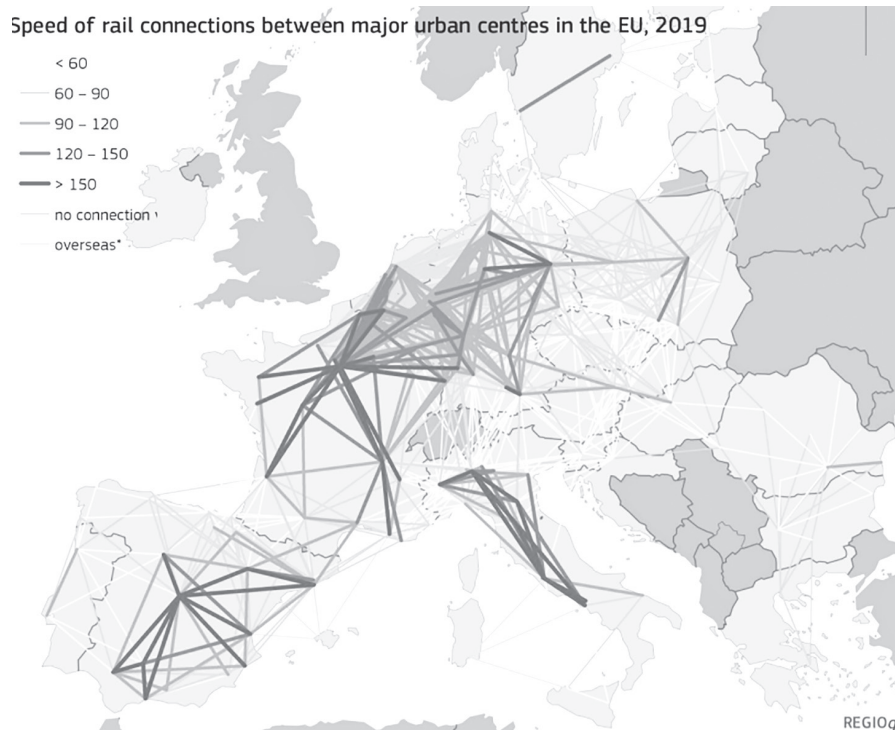 Speed of rail connections between major urban centres in the EU, 2019
< 60
60 – 90
90 – 120
120 – 150
> 150
no connection
overseas*
REGIO